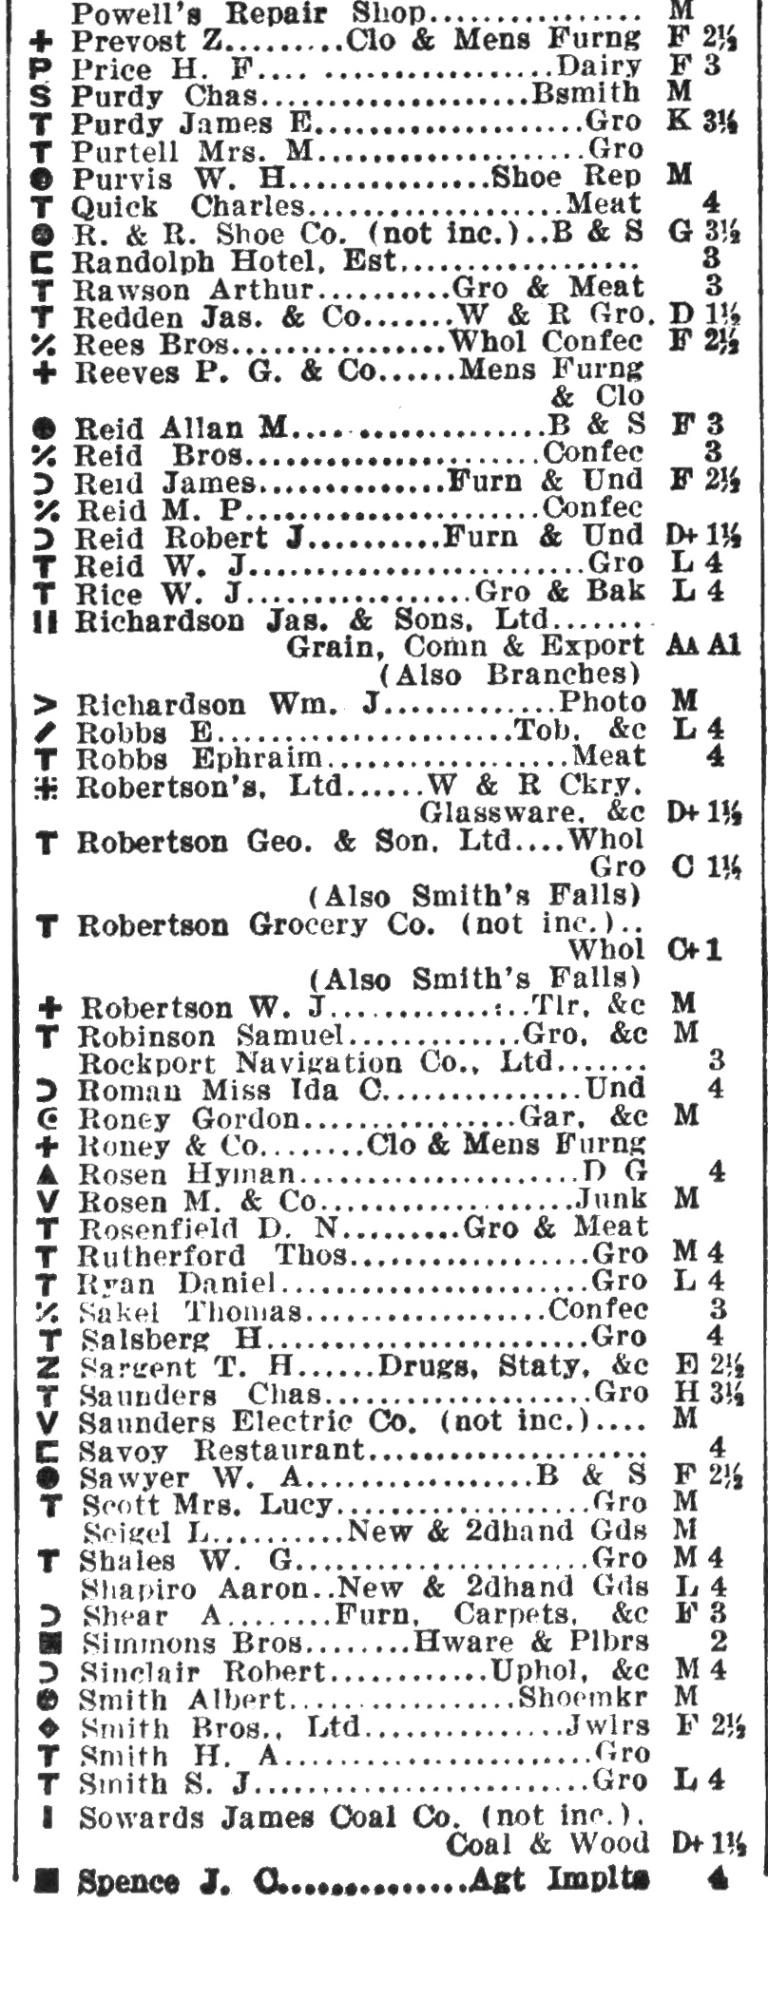 Powell's Repair Shop................ M
+ Prevost Z.........Clo & Mens Furng F 2½
P Price H. F.... .................Dairy F 3
S Purdy Chas....................Bsmith M
T Purdy James E....................Gro K 3½
T Purtell Mrs. M....................Gro
● Purvis W. H...............Shoe Rep M
T Quick Charles...................Meat 4
● R. & R. Shoe Co. (not inc.)..B & S G 3½
⊏ Randolph Hotel, Est.................. 3
T Rawson Arthur..........Gro & Meat 3
T Redden Jas. & Co.......W & R Gro. D 1½
٪ Rees Bros................Whol Confec F 2½
+ Reeves P. G. & Co......Mens Furng
& Clo
● Reid Allan M...................B & S F 3
٪ Reid Bros......................Confec 3
⊃ Reid James..............Furn & Und F 2½
٪ Reid M. P......................Confec
⊃ Reid Robert J..........Furn & Und D+ 1½
T Reid W. J.........................Gro L 4
T Rice W. J.................Gro & Bak L 4
II Richardson Jas. & Sons, Ltd........
Grain, Comn & Export AA A1
(Also Branches)
> Richardson Wm. J.............Photo M
/ Robbs E......................Tob, &c L 4
T Robbs Ephraim..................Meat 4
⁜ Robertson's, Ltd......W & R Ckry,
Glassware, &c D+ 1½
T Robertson Geo. & Son, Ltd....Whol
Gro C 1½
(Also Smith's Falls)
T Robertson Grocery Co. (not inc.)..
Whol C+ 1
(Also Smith's Falls)
+ Robertson W. J...............Tlr, &c M
T Robinson Samuel.............Gro, &c M
Rockport Navigation Co., Ltd....... 3
⊃ Roman Miss Ida C...............Und 4
☪ Roney Gordon................Gar, &c M
+ Roney & Co........Clo & Mens Furng
▲ Rosen Hyman.....................D G 4
V Rosen M. & Co...................Junk M
T Rosenfield D. N.........Gro & Meat
T Rutherford Thos..................Gro M 4
T Ryan Daniel.......................Gro L 4
٪ Sakel Thomas..................Confec 3
T Salsberg H........................Gro 4
Z Sargent T. H......Drugs, Staty, &c E 2½
T Saunders Chas....................Gro H 3½
V Saunders Electric Co. (not inc.).... M
⊏ Savoy Restaurant..................... 4
● Sawyer W. A.................B & S F 2½
T Scott Mrs. Lucy...................Gro M
Seigel L..........New & 2dhand Gds M
T Shales W. G......................Gro M 4
Shapiro Aaron..New & 2dhand Gds L 4
⊃ Shear A........Furn, Carpets, &c F 3
■ Simmons Bros........Hware & Plbrs 2
⊃ Sinclair Robert............Uphol, &c M 4
● Smith Albert.................Shoemkr M
◆ Smith Bros., Ltd...............Jwlrs F 2½
T Smith H. A.......................Gro
T Smith S. J.........................Gro L 4
I Sowards James Coal Co. (not inc.).
Coal & Wood D+ 1½
■ Spence J. C..............Agt Implts 4